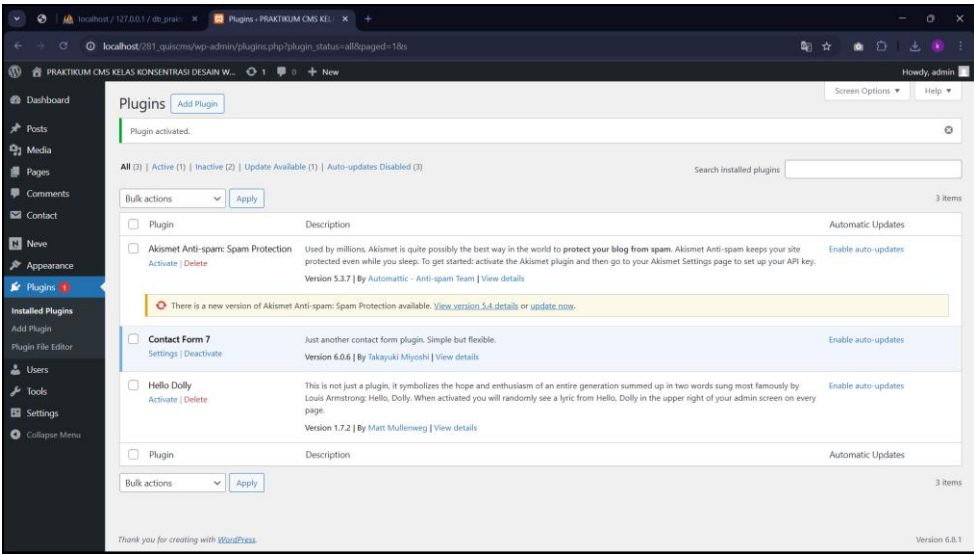 localhost / 127.0.0.1 / db_prak
Plugins ‹ PRAKTIKUM CMS KEL
localhost/281_quiscms/wp-admin/plugins.php?plugin_status=all&paged=1&s
PRAKTIKUM CMS KELAS KONSENTRASI DESAIN W... 1 0 + New
Howdy, admin
Dashboard
Posts
Media
Pages
Comments
Contact
Neve
Appearance
Plugins 1
Installed Plugins
Add Plugin
Plugin File Editor
Users
Tools
Settings
Collapse Menu
Screen Options ▼ Help ▼
Plugins Add Plugin
Plugin activated.
All (3) | Active (1) | Inactive (2) | Update Available (1) | Auto-updates Disabled (3)
Search installed plugins
Bulk actions Apply
3 items
Plugin Description Automatic Updates
Akismet Anti-spam: Spam Protection
Activate | Delete
Used by millions, Akismet is quite possibly the best way in the world to protect your blog from spam. Akismet Anti-spam keeps your site
protected even while you sleep. To get started: activate the Akismet plugin and then go to your Akismet Settings page to set up your API key.
Version 5.3.7 | By Automattic - Anti-spam Team | View details
Enable auto-updates
There is a new version of Akismet Anti-spam: Spam Protection available. View version 5.4 details or update now.
Contact Form 7
Settings | Deactivate
Just another contact form plugin. Simple but flexible.
Version 6.0.6 | By Takayuki Miyoshi | View details
Enable auto-updates
Hello Dolly
Activate | Delete
This is not just a plugin, it symbolizes the hope and enthusiasm of an entire generation summed up in two words sung most famously by
Louis Armstrong: Hello, Dolly. When activated you will randomly see a lyric from Hello, Dolly in the upper right of your admin screen on every
page.
Version 1.7.2 | By Matt Mullenweg | View details
Enable auto-updates
Plugin Description Automatic Updates
Bulk actions Apply
3 items
Thank you for creating with WordPress.
Version 6.8.1